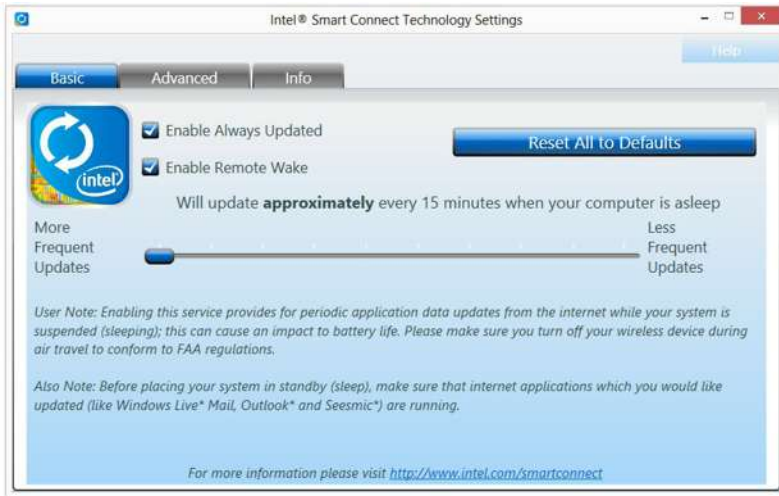 Intel® Smart Connect Technology Settings
Help
Basic Advanced Info
Enable Always Updated
Reset All to Defaults
Enable Remote Wake
intel
Will update approximately every 15 minutes when your computer is asleep
More
Frequent
Updates
Less
Frequent
Updates
User Note: Enabling this service provides for periodic application data updates from the internet while your system is
suspended (sleeping); this can cause an impact to battery life. Please make sure you turn off your wireless device during
air travel to conform to FAA regulations.
Also Note: Before placing your system in standby (sleep), make sure that internet applications which you would like
updated (like Windows Live* Mail, Outlook* and Seesmic*) are running.
For more information please visit http://www.intel.com/smartconnect